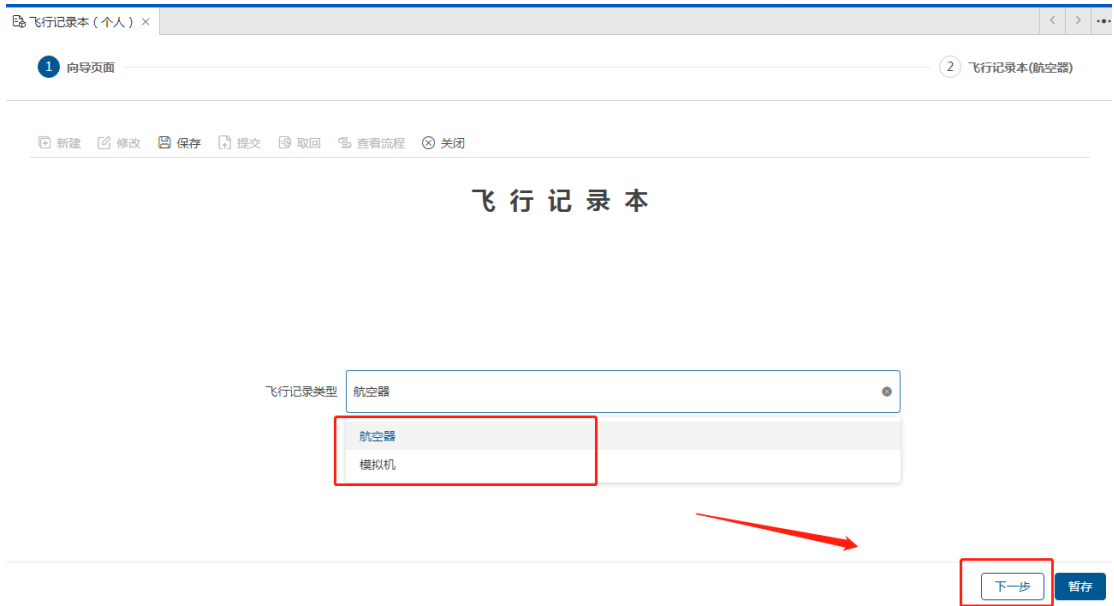 飞行记录本（个人）
1 向导页面
2 飞行记录本(航空器)
新建 修改 保存 提交 取回 查看流程 关闭
飞行记录本
飞行记录类型 航空器
航空器
模拟机
下一步 暂存